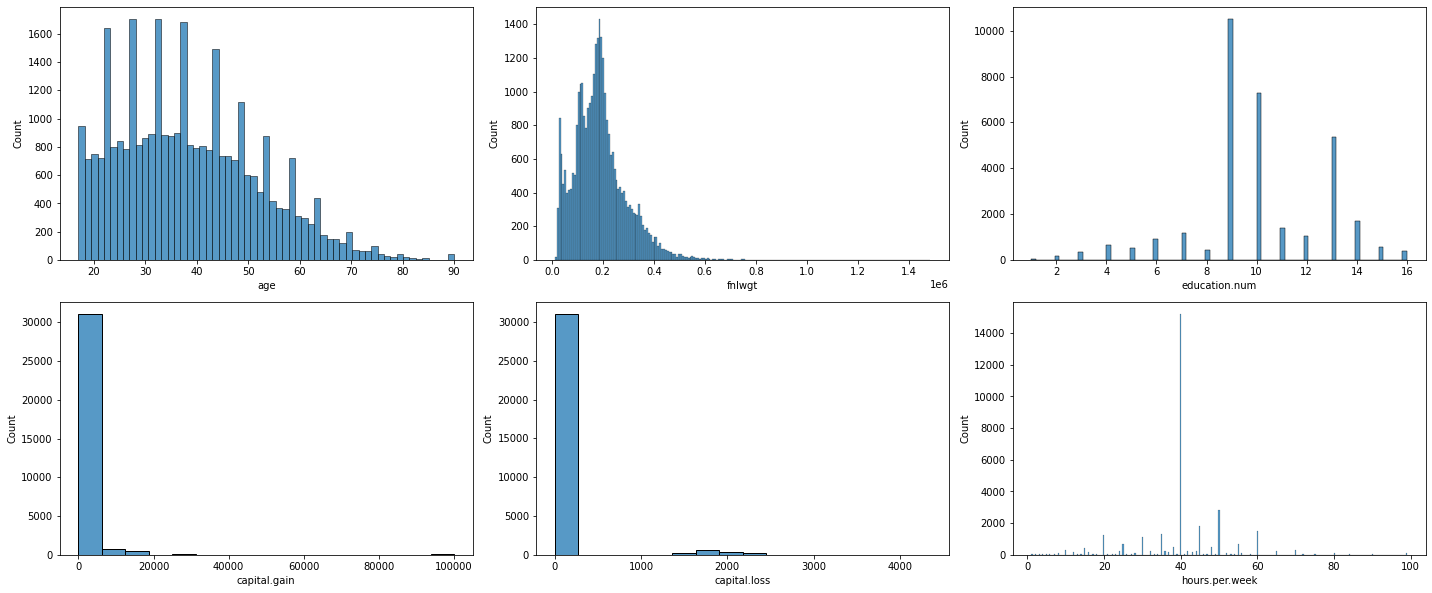 Count
1600
1400
1200
1000
800
600
400
200
0
20 30 40 50 60 70 80 90
age
Count
1400
1200
1000
800
600
400
200
0
0.0 0.2 0.4 0.6 0.8 1.0 1.2 1.4
1e6
fnlwgt
Count
10000
8000
6000
4000
2000
0
2 4 6 8 10 12 14 16
education.num
Count
30000
25000
20000
15000
10000
5000
0
0 20000 40000 60000 80000 100000
capital.gain
Count
30000
25000
20000
15000
10000
5000
0
0 1000 2000 3000 4000
capital.loss
Count
14000
12000
10000
8000
6000
4000
2000
0
0 20 40 60 80 100
hours.per.week